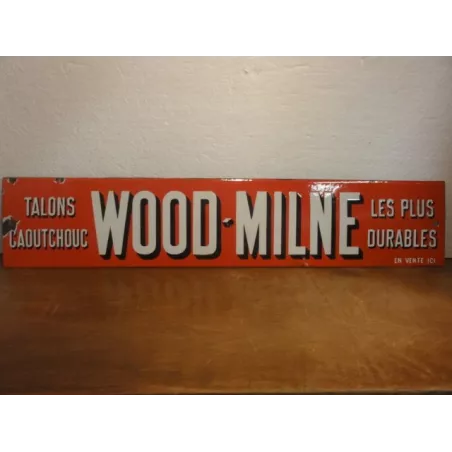 TALONS
CAOUTCHOUC
WOOD-MILNE
LES PLUS
DURABLES
EN VENTE ICI